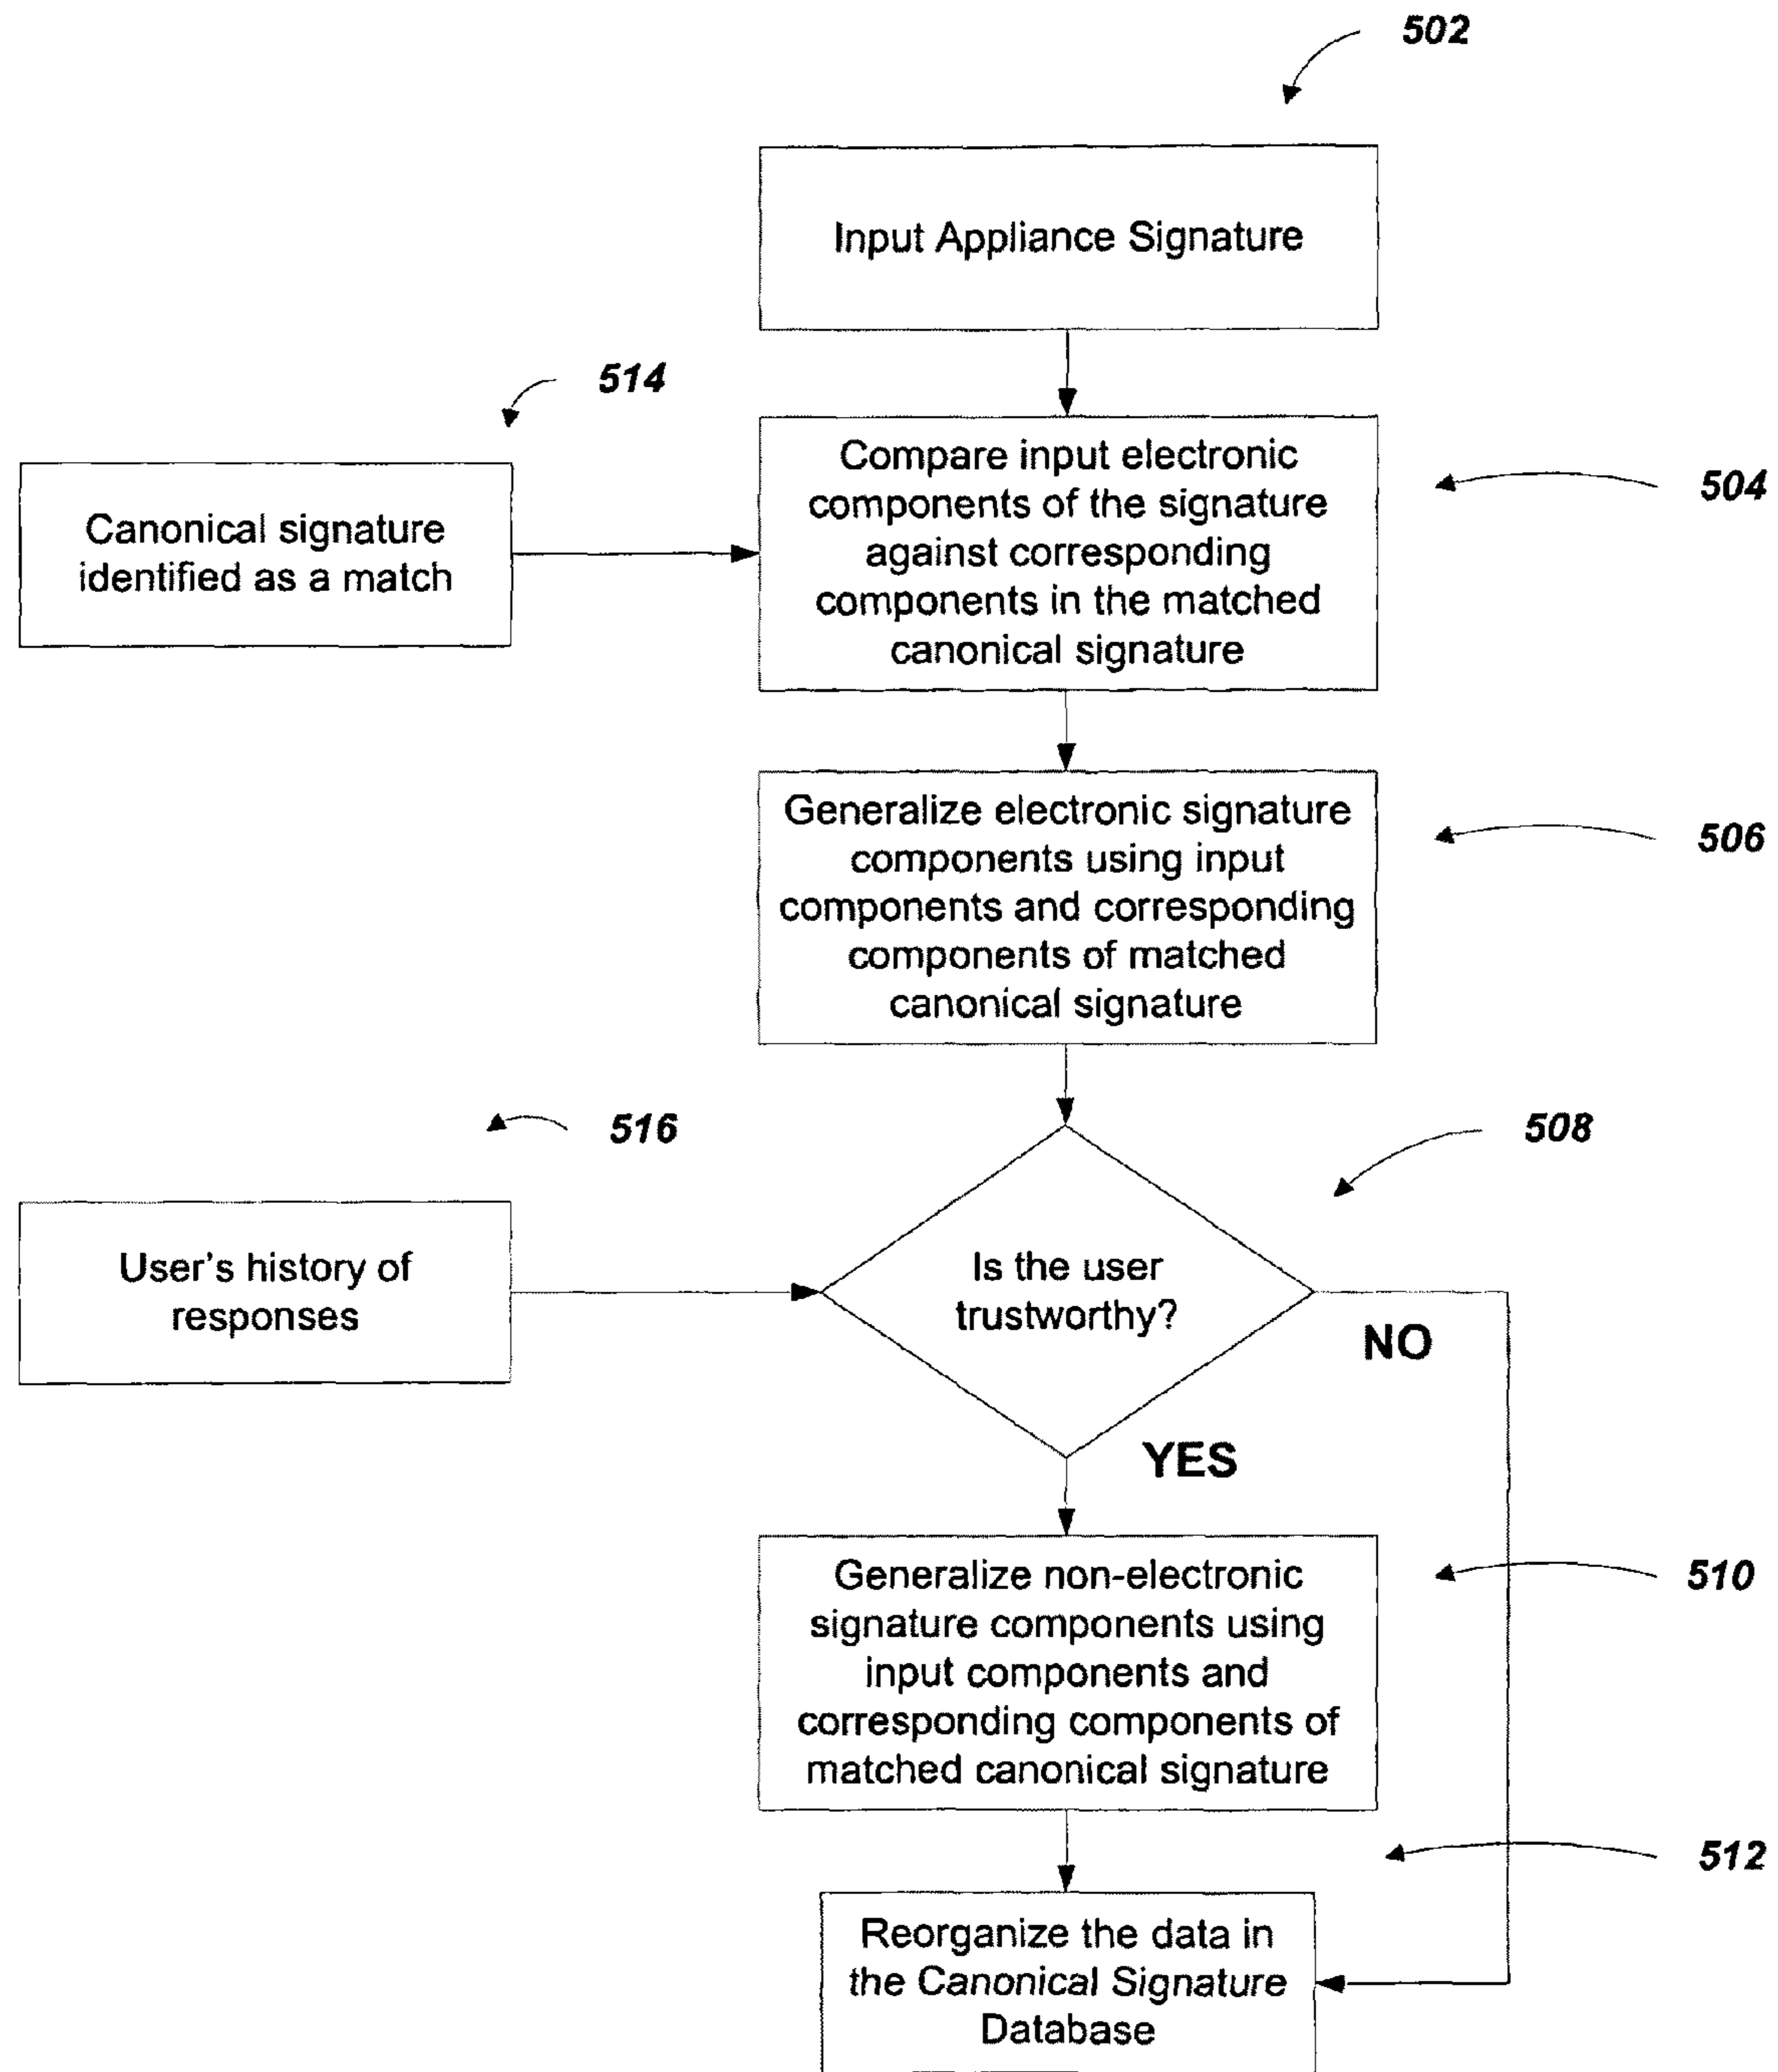 502
Input Appliance Signature
514
Canonical signature
identified as a match
Compare input electronic
components of the signature
against corresponding
components in the matched
canonical signature
504
Generalize electronic signature
components using input
components and corresponding
components of matched
canonical signature
506
516
User's history of
responses
508
Is the user
trustworthy?
NO
YES
Generalize non-electronic
signature components using
input components and
corresponding components of
matched canonical signature
510
512
Reorganize the data in
the Canonical Signature
Database